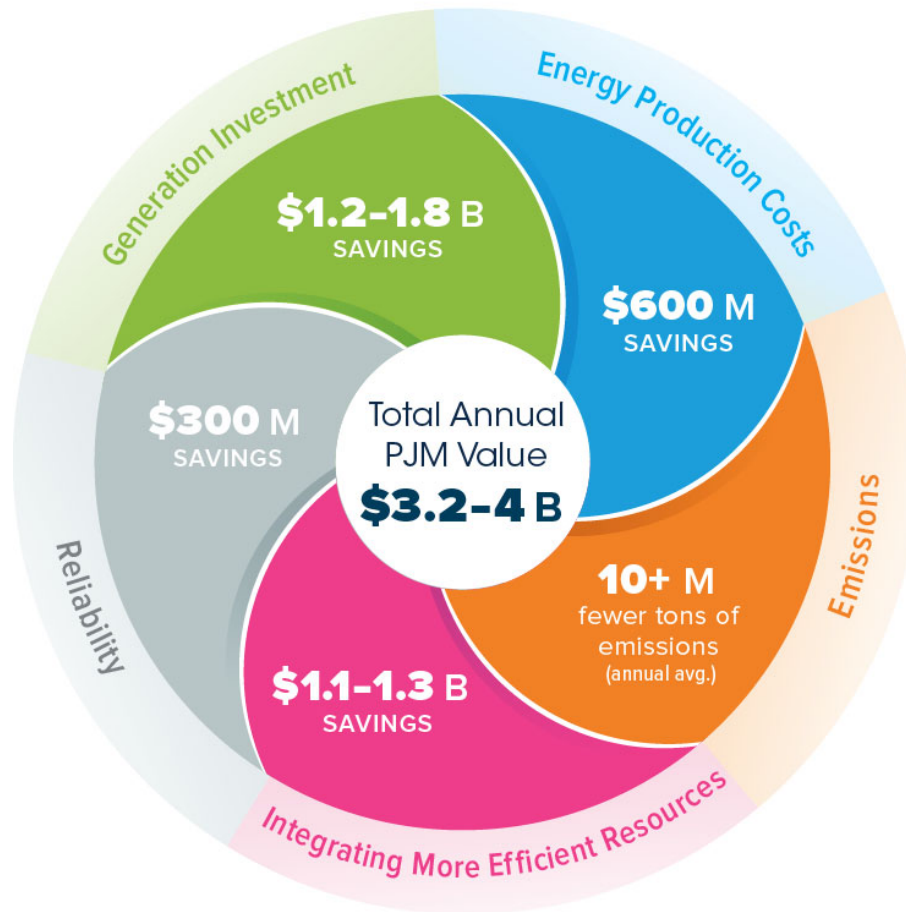 Generation Investment
$1.2-1.8 B
SAVINGS
Energy Production Costs
$600 M
SAVINGS
Emissions
10+ M
fewer tons of
emissions
(annual avg.)
Integrating More Efficient Resources
$1.1-1.3 B
SAVINGS
Reliability
$300 M
SAVINGS
Total Annual
PJM Value
$3.2-4 B